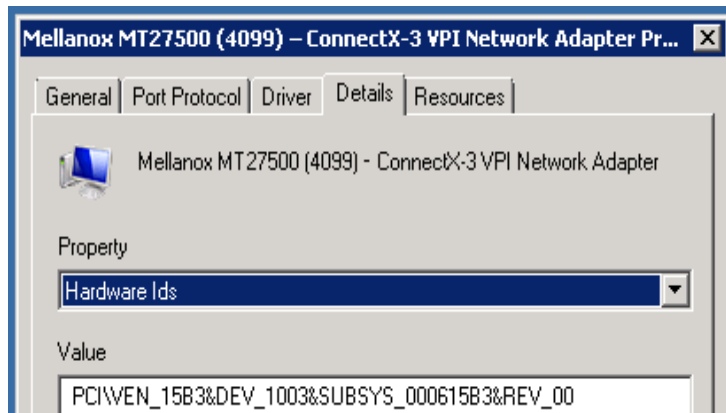 Mellanox MT27500 (4099) – ConnectX-3 VPI Network Adapter Pr...
General Port Protocol Driver Details Resources
Mellanox MT27500 (4099) - ConnectX-3 VPI Network Adapter
Property
Hardware Ids
Value
PCI\VEN_15B3&DEV_1003&SUBSYS_000615B3&REV_00